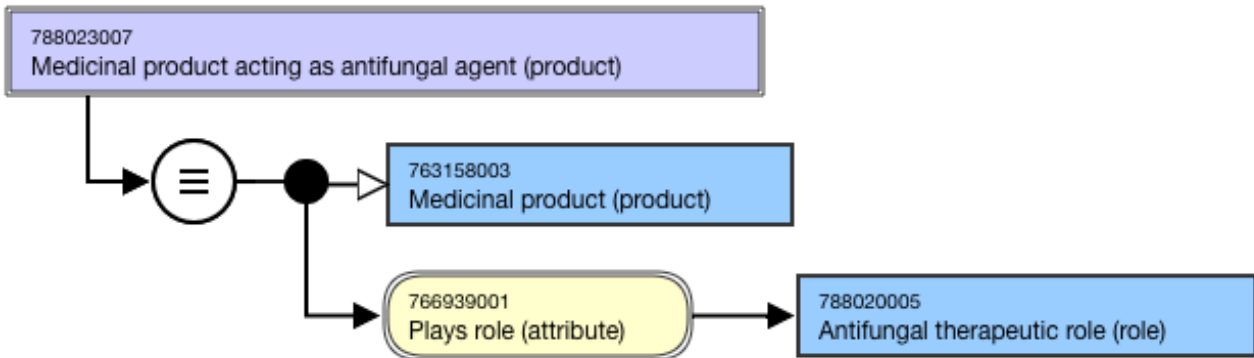 788023007
Medicinal product acting as antifungal agent (product)
763158003
Medicinal product (product)
766939001
Plays role (attribute)
788020005
Antifungal therapeutic role (role)